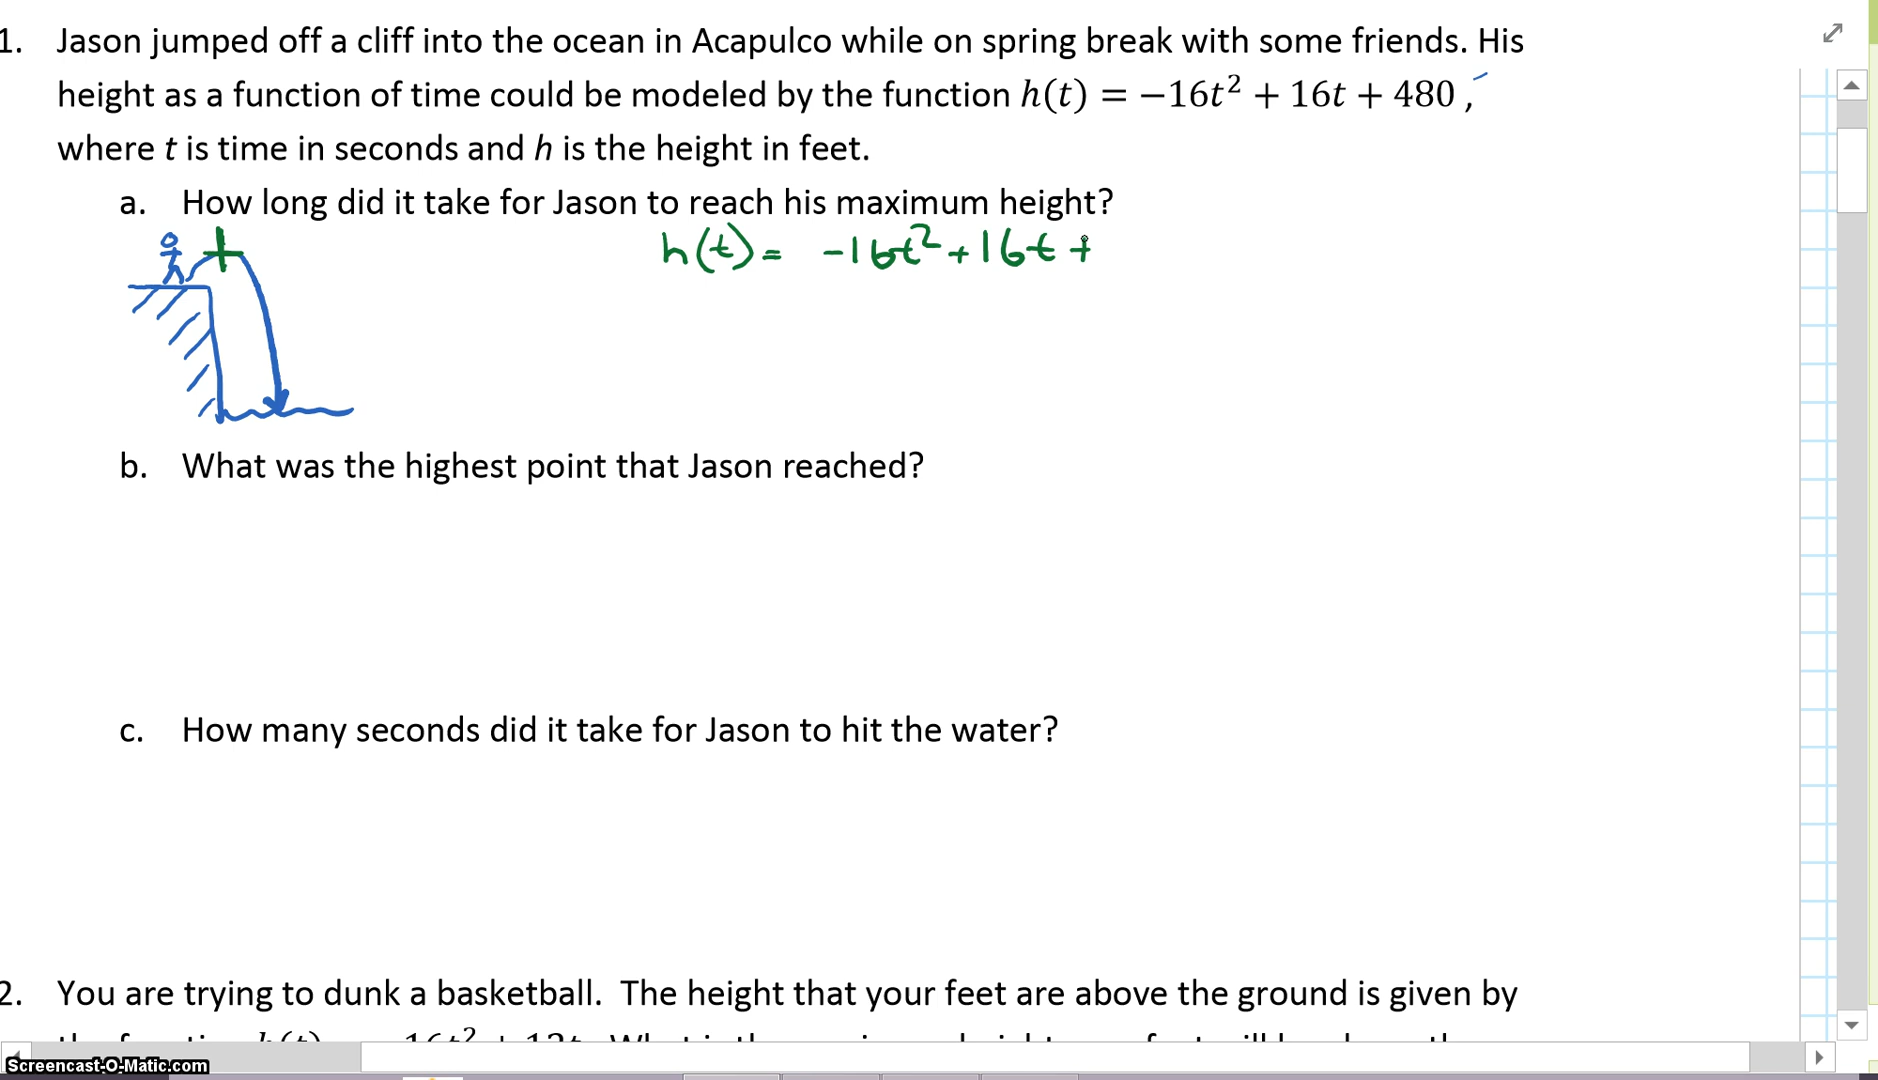 1. Jason jumped off a cliff into the ocean in Acapulco while on spring break with some friends. His
height as a function of time could be modeled by the function h(t) = −16t² + 16t + 480 ,
where t is time in seconds and h is the height in feet.
a. How long did it take for Jason to reach his maximum height?
h(t) = -16t² + 16t +
b. What was the highest point that Jason reached?
c. How many seconds did it take for Jason to hit the water?
2. You are trying to dunk a basketball. The height that your feet are above the ground is given by
Screencast-O-Matic.com